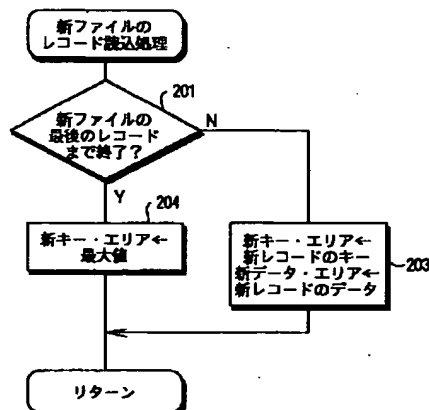 新ファイルの
レコード読込処理
201
新ファイルの
最後のレコード
まで終了?
N
Y
204
新キー・エリア←
最大値
新キー・エリア←
新レコードのキー
新データ・エリア←
新レコードのデータ
203
リターン